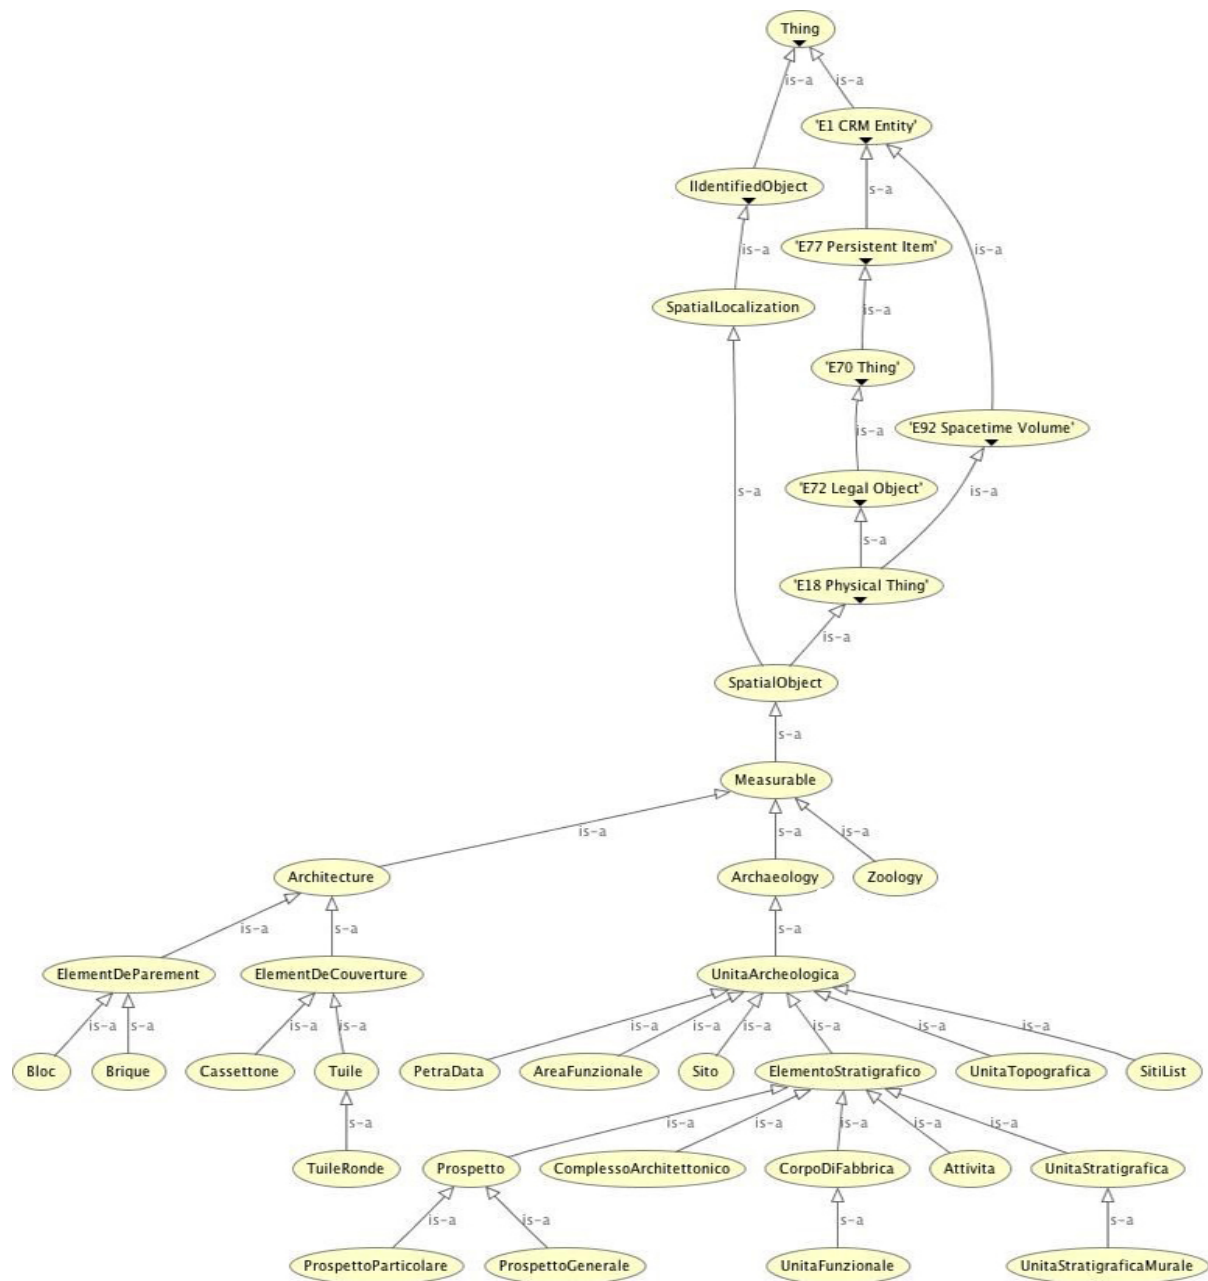 Thing
is-a
is-a
'E1 CRM Entity'
IIdentifiedObject
s-a
'E77 Persistent Item'
is-a
is-a
SpatialLocalization
is-a
'E70 Thing'
'E92 Spacetime Volume'
is-a
'E72 Legal Object'
s-a
is-a
s-a
'E18 Physical Thing'
is-a
SpatialObject
s-a
Measurable
is-a
s-a
is-a
Architecture
Archaeology
Zoology
is-a
s-a
s-a
ElementDeParement
ElementDeCouverture
UnitaArcheologica
is-a
s-a
is-a
is-a
is-a
is-a
is-a
is-a
is-a
is-a
Bloc
Brique
Cassettone
Tuile
PetraData
AreaFunzionale
Sito
ElementoStratigrafico
UnitaTopografica
SitiList
s-a
is-a
is-a
is-a
is-a
is-a
TuileRonde
Prospetto
ComplessoArchitettonico
CorpoDiFabbrica
Attivita
UnitaStratigrafica
is-a
is-a
s-a
s-a
ProspettoParticolare
ProspettoGenerale
UnitaFunzionale
UnitaStratigraficaMurale